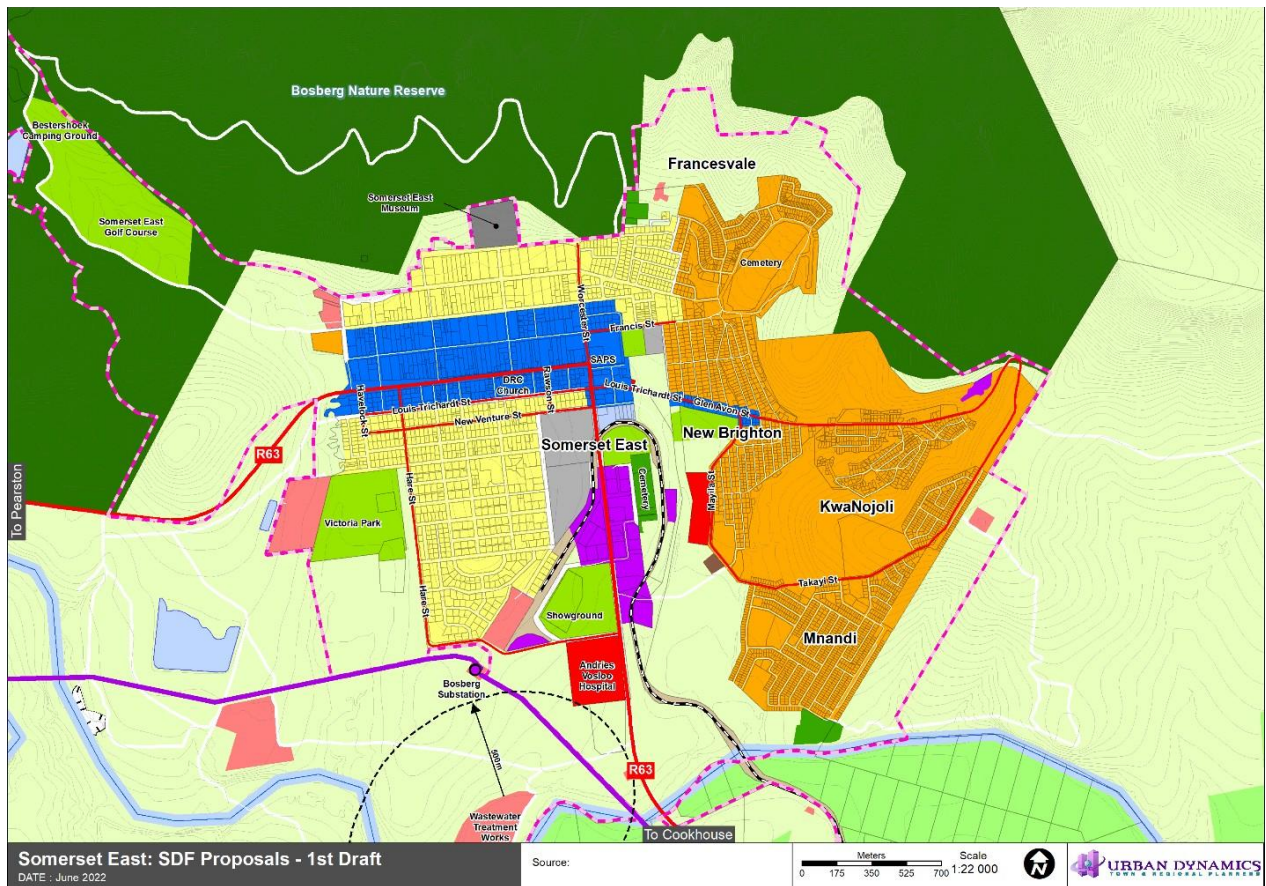 Bosberg Nature Reserve
Bestershoek
Camping Ground
Francesvale
Somerset East
Museum
Somerset East
Golf Course
Cemetery
Worcester St
Francis St
SAPS
DRC
Church
Rawson St
Louis Trichardt St
Glen Avon St
Havelock St
Louis Trichardt St
New Venture St
Somerset East
New Brighton
R63
To Pearston
Hare St
Cemetery
Mayila St
KwaNojoli
Victoria Park
Takayi St
Hare St
Showground
Mnandi
Andries
Vosloo
Hospital
Bosberg
Substation
500m
R63
Wastewater
Treatment
Works
To Cookhouse
Somerset East: SDF Proposals - 1st Draft
DATE : June 2022
Source:
Meters
0 175 350 525 700
Scale
1:22 000
N
URBAN DYNAMICS
TOWN & REGIONAL PLANNERS